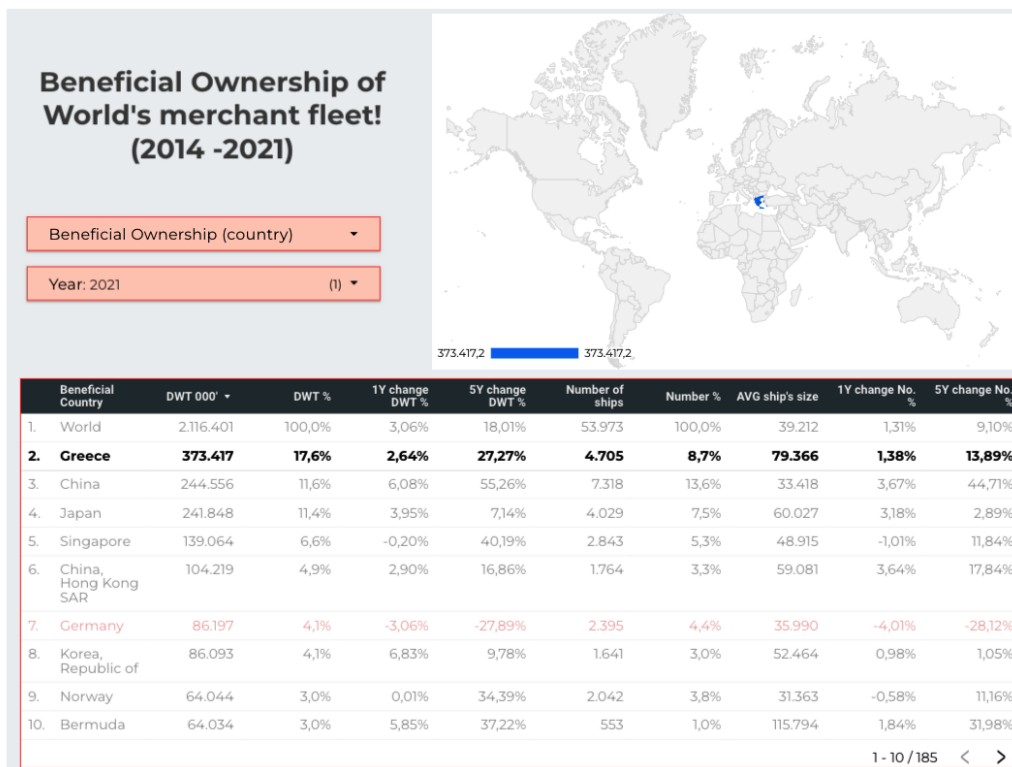 Beneficial Ownership of
World's merchant fleet!
(2014 -2021)
Beneficial Ownership (country)
Year: 2021 (1)
373.417,2 373.417,2
Beneficial Country DWT 000' DWT % 1Y change DWT % 5Y change DWT % Number of ships Number % AVG ship's size 1Y change No. % 5Y change No. %
1. World 2.116.401 100,0% 3,06% 18,01% 53.973 100,0% 39.212 1,31% 9,10%
2. Greece 373.417 17,6% 2,64% 27,27% 4.705 8,7% 79.366 1,38% 13,89%
3. China 244.556 11,6% 6,08% 55,26% 7.318 13,6% 33.418 3,67% 44,71%
4. Japan 241.848 11,4% 3,95% 7,14% 4.029 7,5% 60.027 3,18% 2,89%
5. Singapore 139.064 6,6% -0,20% 40,19% 2.843 5,3% 48.915 -1,01% 11,84%
6. China, Hong Kong SAR 104.219 4,9% 2,90% 16,86% 1.764 3,3% 59.081 3,64% 17,84%
7. Germany 86.197 4,1% -3,06% -27,89% 2.395 4,4% 35.990 -4,01% -28,12%
8. Korea, Republic of 86.093 4,1% 6,83% 9,78% 1.641 3,0% 52.464 0,98% 1,05%
9. Norway 64.044 3,0% 0,01% 34,39% 2.042 3,8% 31.363 -0,58% 11,16%
10. Bermuda 64.034 3,0% 5,85% 37,22% 553 1,0% 115.794 1,84% 31,98%
1 - 10 / 185